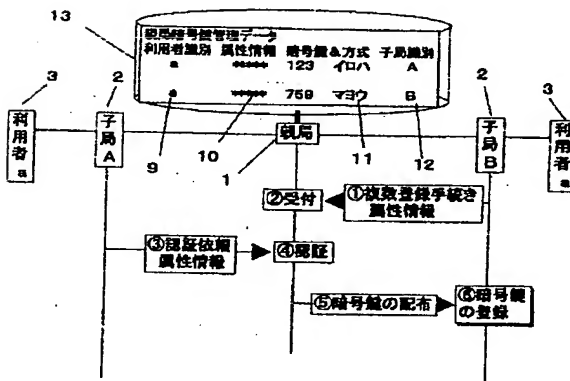 13
親局暗号鍵管理データ
利用者識別 属性情報 暗号鍵&方式 子局識別
a ***** 123 イロハ A
a ***** 759 マヨウ B
3
2
2
3
利用者a
子局A
親局
子局B
利用者a
9
10
1
11
12
②受付
①複数登録手続き
属性情報
③認証依頼
属性情報
④認証
⑤暗号鍵の配布
⑥暗号鍵
の登録